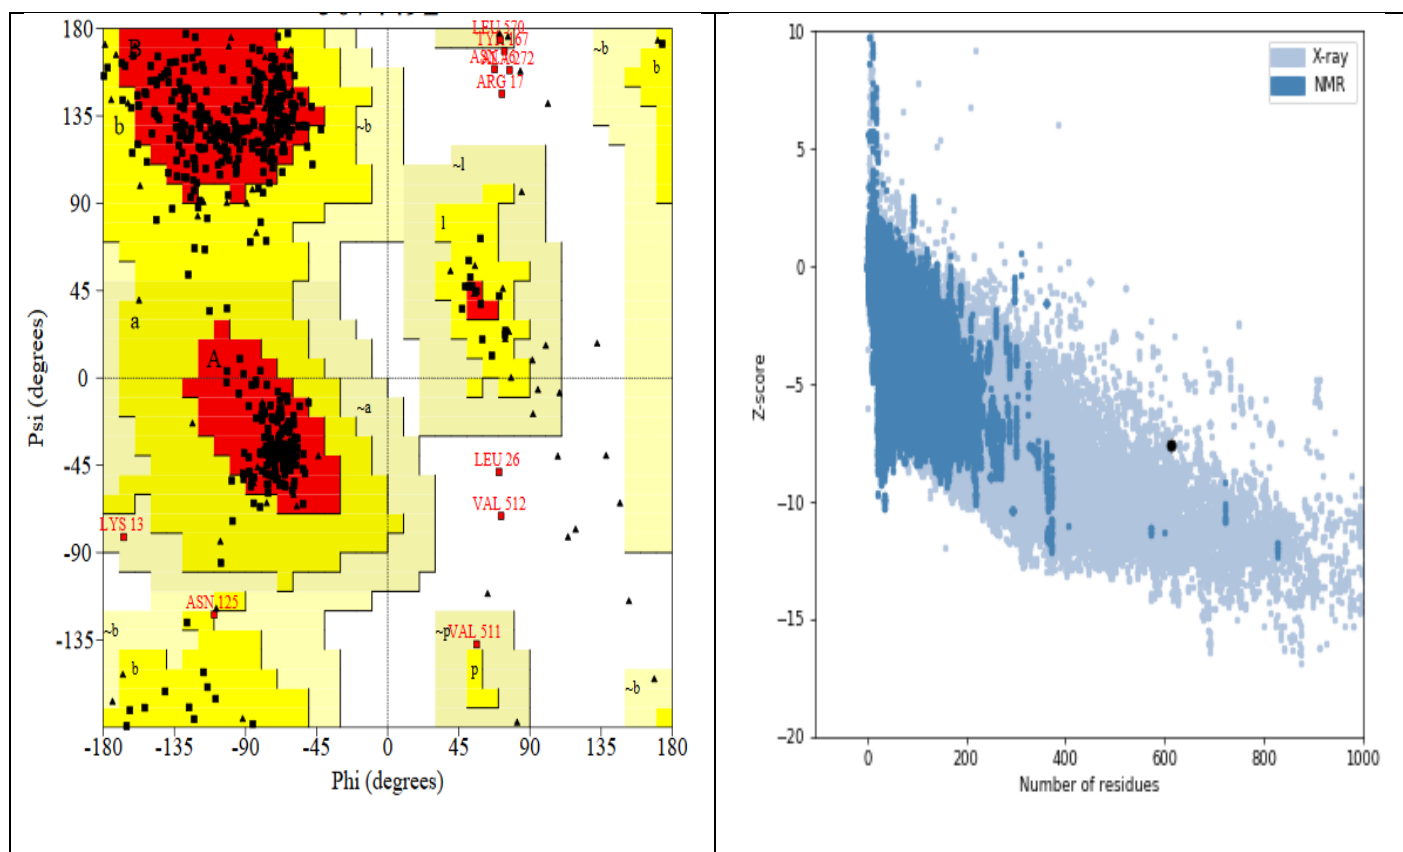 180
135
90
45
0
-45
-90
-135
-180
-135
-90
-45
0
45
90
135
180
Psi (degrees)
Phi (degrees)
B
b
a
A
~b
b
~b
~b
b
~l
l
~a
~p
p
~b
LEU 570
ARG 17
LEU 26
VAL 512
LYS 13
ASN 125
VAL 511
10
5
0
−5
−10
−15
−20
0
200
400
600
800
1000
Z-score
Number of residues
X-ray
NMR